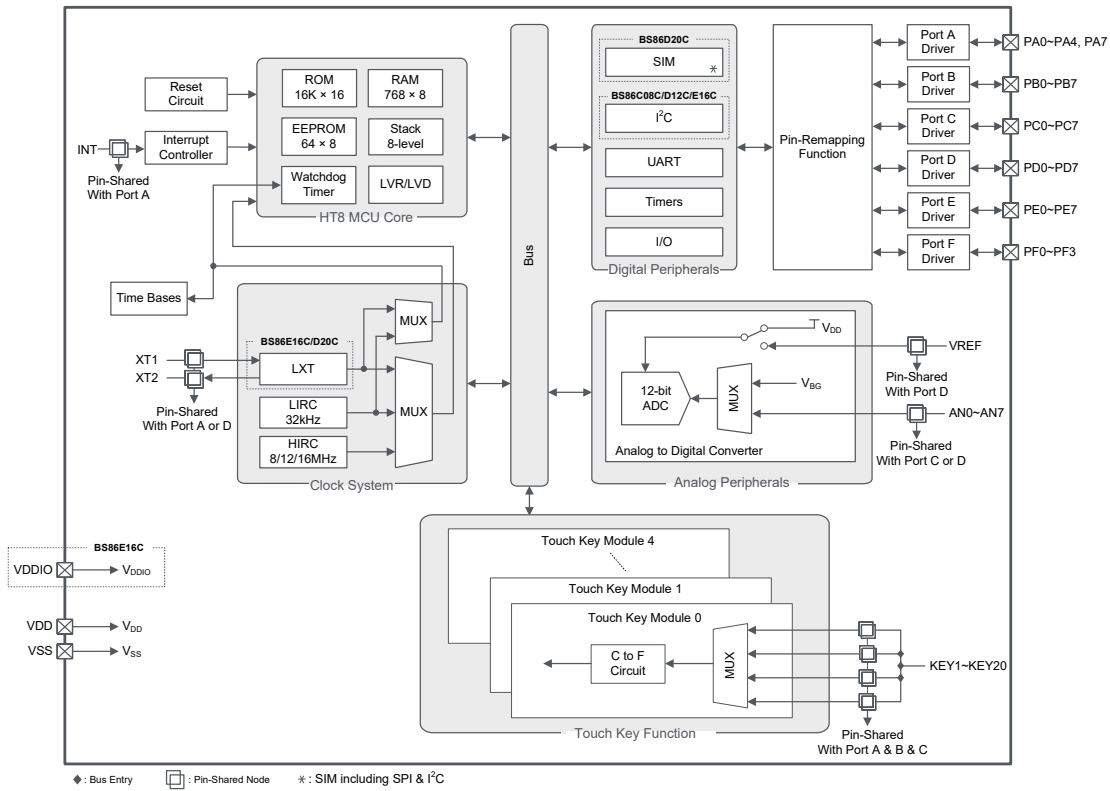 Reset
Circuit
INT
Interrupt
Controller
Pin-Shared
With Port A
ROM
16K × 16
RAM
768 × 8
EEPROM
64 × 8
Stack
8-level
Watchdog
Timer
LVR/LVD
HT8 MCU Core
Time Bases
BS86E16C/D20C
XT1
XT2
LXT
Pin-Shared
With Port A or D
LIRC
32kHz
HIRC
8/12/16MHz
MUX
MUX
Clock System
Bus
BS86D20C
SIM
*
BS86C08C/D12C/E16C
I²C
UART
Timers
I/O
Digital Peripherals
Pin-Remapping
Function
Port A
Driver
PA0~PA4, PA7
Port B
Driver
PB0~PB7
Port C
Driver
PC0~PC7
Port D
Driver
PD0~PD7
Port E
Driver
PE0~PE7
Port F
Driver
PF0~PF3
VDD
VREF
Pin-Shared
With Port D
12-bit
ADC
MUX
VBG
AN0~AN7
Pin-Shared
With Port C or D
Analog to Digital Converter
Analog Peripherals
BS86E16C
VDDIO
VDDIO
VDD
VDD
VSS
VSS
Touch Key Module 4
Touch Key Module 1
Touch Key Module 0
C to F
Circuit
MUX
KEY1~KEY20
Pin-Shared
With Port A & B & C
Touch Key Function
: Bus Entry
: Pin-Shared Node
* : SIM including SPI & I²C